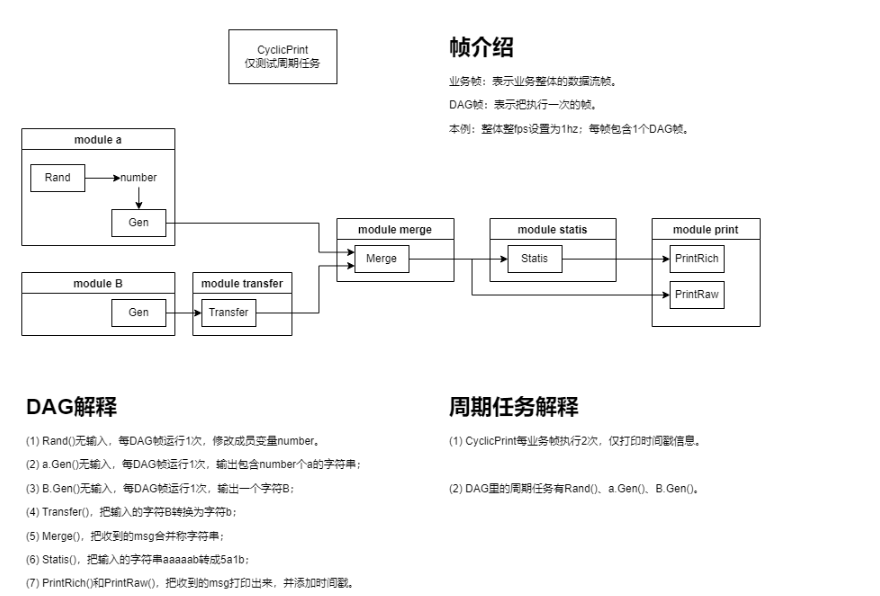 CyclicPrint
仅测试周期任务
帧介绍
业务帧：表示业务整体的数据流帧。
DAG帧：表示把执行一次的帧。
本例：整体整fps设置为1hz；每帧包含1个DAG帧。
module a
Rand
number
Gen
module merge
Merge
module statis
Statis
module print
PrintRich
PrintRaw
module B
Gen
module transfer
Transfer
DAG解释
(1) Rand()无输入，每DAG帧运行1次，修改成员变量number。
(2) a.Gen()无输入，每DAG帧运行1次，输出包含number个a的字符串；
(3) B.Gen()无输入，每DAG帧运行1次，输出一个字符B；
(4) Transfer()，把输入的字符B转换为字符b；
(5) Merge()，把收到的msg合并称字符串；
(6) Statis()，把输入的字符串aaaaab转成5a1b；
(7) PrintRich()和PrintRaw()，把收到的msg打印出来，并添加时间戳。
周期任务解释
(1) CyclicPrint每业务帧执行2次，仅打印时间戳信息。
(2) DAG里的周期任务有Rand()、a.Gen()、B.Gen()。